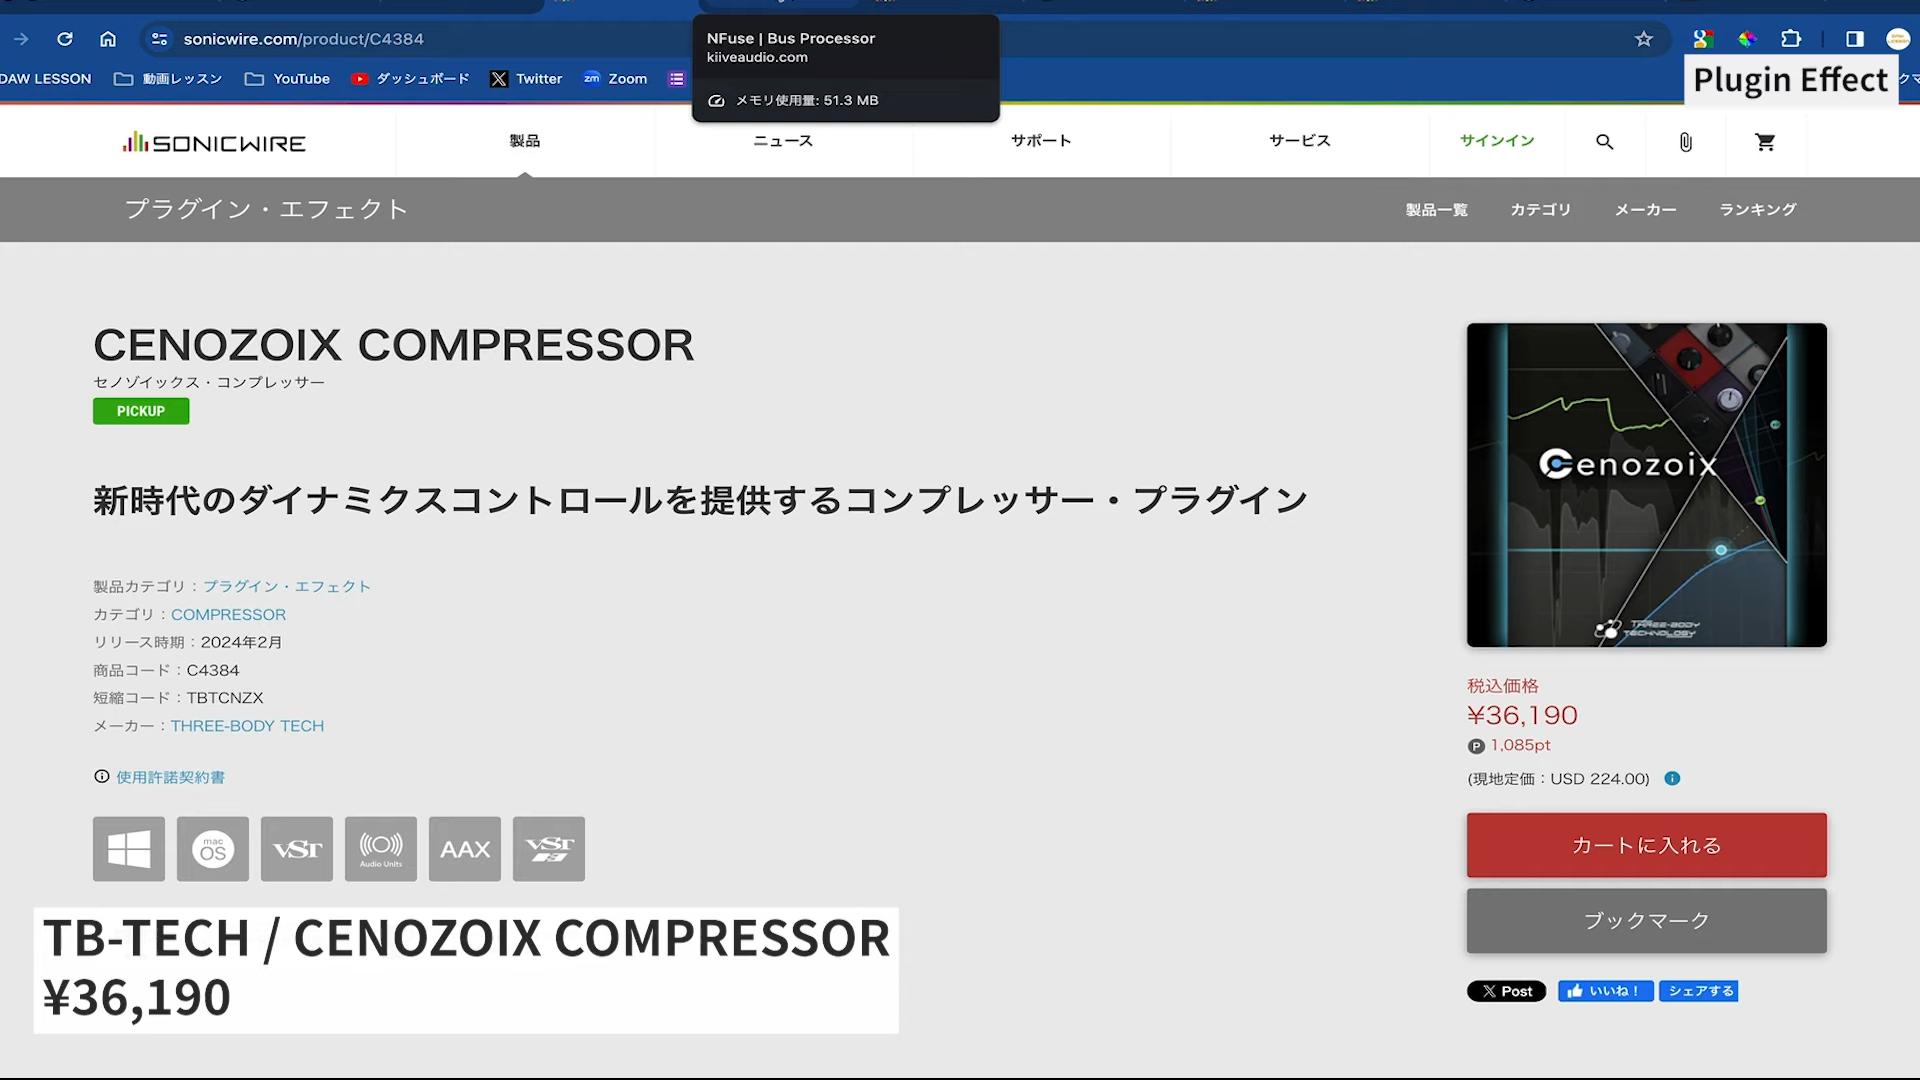 sonicwire.com/product/C4384
NFuse | Bus Processor
kiiveaudio.com
メモリ使用量: 51.3 MB
DAW LESSON
動画レッスン
YouTube
ダッシュボード
Twitter
zm
Zoom
Plugin Effect
クマ
SONICWIRE
製品
ニュース
サポート
サービス
サインイン
プラグイン・エフェクト
製品一覧
カテゴリ
メーカー
ランキング
CENOZOIX COMPRESSOR
セノゾイックス・コンプレッサー
PICKUP
新時代のダイナミクスコントロールを提供するコンプレッサー・プラグイン
製品カテゴリ：プラグイン・エフェクト
カテゴリ：COMPRESSOR
リリース時期：2024年2月
商品コード：C4384
短縮コード：TBTCNZX
メーカー：THREE-BODY TECH
使用許諾契約書
mac OS
VST
Audio Units
AAX
VST3
Cenozoix
THREE-BODY
TECHNOLOGY
税込価格
¥36,190
P 1,085pt
(現地定価：USD 224.00)
カートに入れる
ブックマーク
X Post
いいね！
シェアする
TB-TECH / CENOZOIX COMPRESSOR
¥36,190